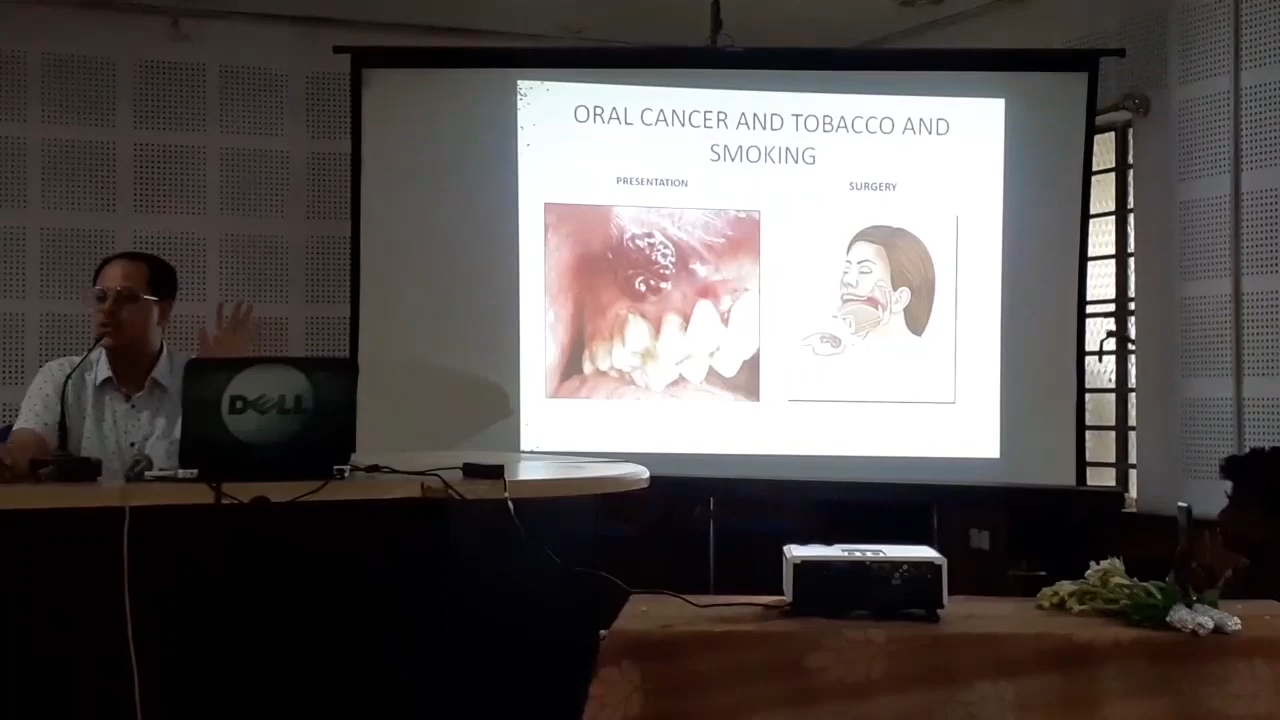 ORAL CANCER AND TOBACCO AND
SMOKING
PRESENTATION
SURGERY
DELL